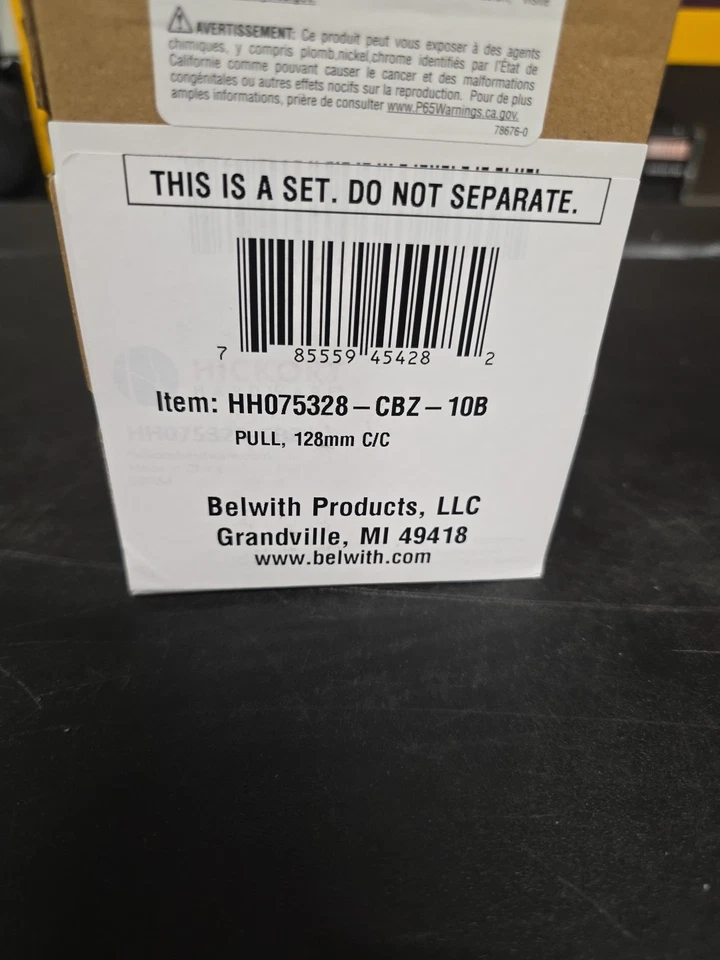 visite
AVERTISSEMENT: Ce produit peut vous exposer à des agents
chimiques, y compris plomb,nickel,chrome identifiés par l'État de
Californie comme pouvant causer le cancer et des malformations
congénitales ou autres effets nocifs sur la reproduction. Pour de plus
amples informations, prière de consulter www.P65Warnings.ca.gov.
78676-0
THIS IS A SET. DO NOT SEPARATE.
7 85559 45428 2
HICKORY
Item: HH075328-CBZ-10B
HH075328
PULL, 128mm C/C
Belwith Products, LLC
Grandville, MI 49418
www.belwith.com